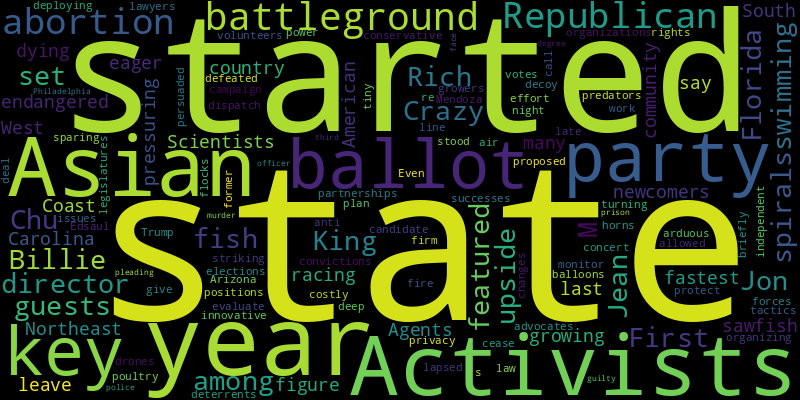 deploying lawyers
abortion
battleground
Republican
South
volunteers power conservative
organizations rights
dying
eager
country
started
face
degree
set
defeated
campaign
dispatch
Rich
votes call
decoy
predators
say
community
Florida
spirals
swimming
Philadelphia
endangered
pressuring
persuaded
American
tiny
Crazy
re growers
Mendoza
effort
night
work
West
Scientists
line
many
late
third
sparing
legislatures
Asian
ballot
stood air
proposed
party
deal
officer
flocks
former
Even
newcomers
Coast
murder
partnerships
successes
turning
prison
Chu
issues
Edsaul
state
plan
featured
upside
M
horns
arduous
allowed
briefly
independent
Carolina
Trump
fish
anti
King
candidate
firm
concert
Jean
Billie
striking
elections
convictions
changes
monitor
balloons
protect
fastest
Jon
pleading
director
give
Arizona
positions
racing
costly
deep
fire
last
forces
tactics
guests
evaluate
innovative
privacy
Agents
advocates
growing
First
sawfish
organizing
key
Northeast
year
cease
Activists
drones
poultry
police
leave
among
figure
deterrents
lapsed
s
law
guilty